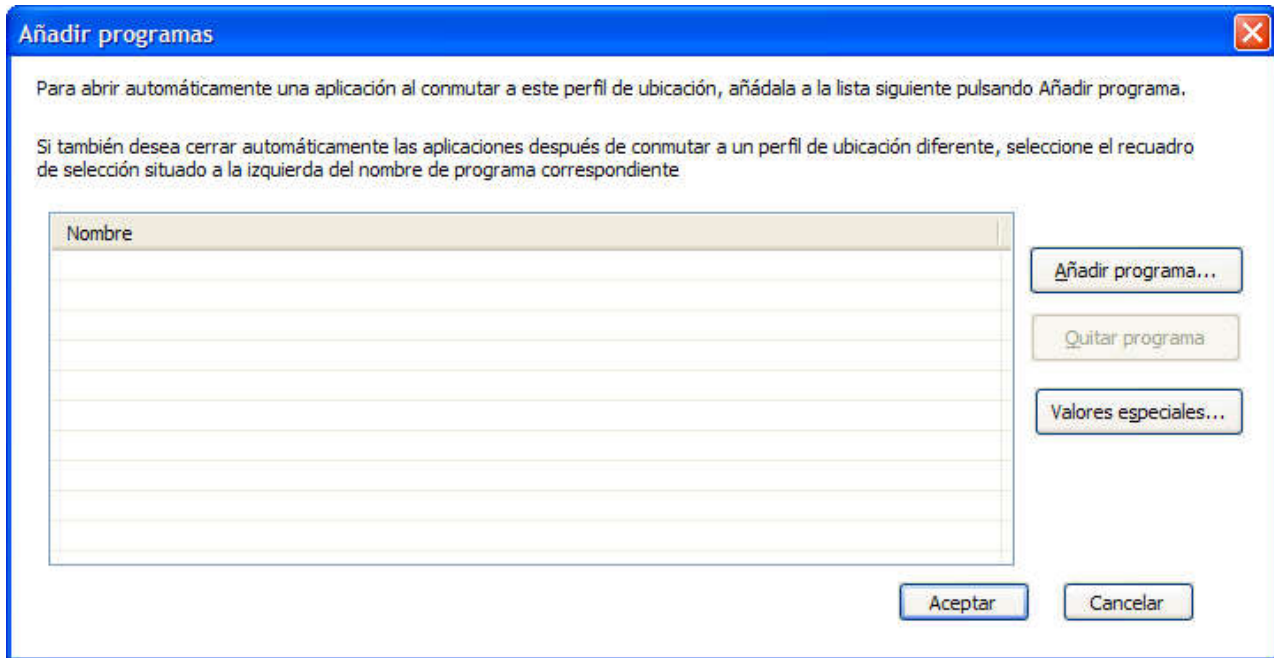 Añadir programas
Para abrir automáticamente una aplicación al conmutar a este perfil de ubicación, añádala a la lista siguiente pulsando Añadir programa.
Si también desea cerrar automáticamente las aplicaciones después de conmutar a un perfil de ubicación diferente, seleccione el recuadro
de selección situado a la izquierda del nombre de programa correspondiente
Nombre
Añadir programa...
Quitar programa
Valores especiales...
Aceptar
Cancelar